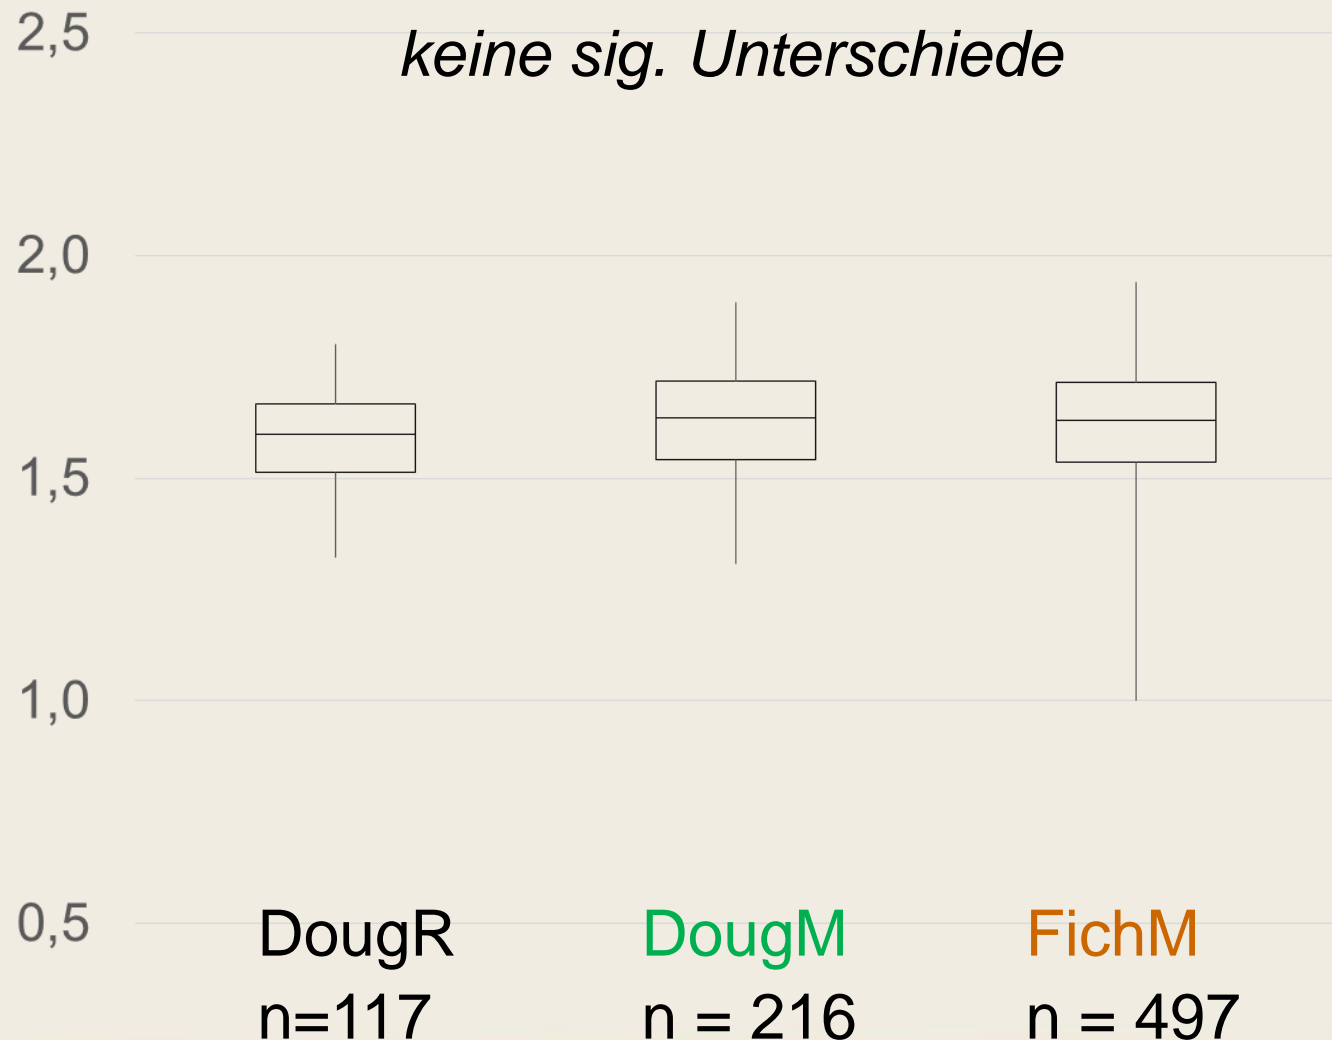 2,5
keine sig. Unterschiede
2,0
1,5
1,0
0,5
DougR DougM FichM
n=117 n = 216 n = 497